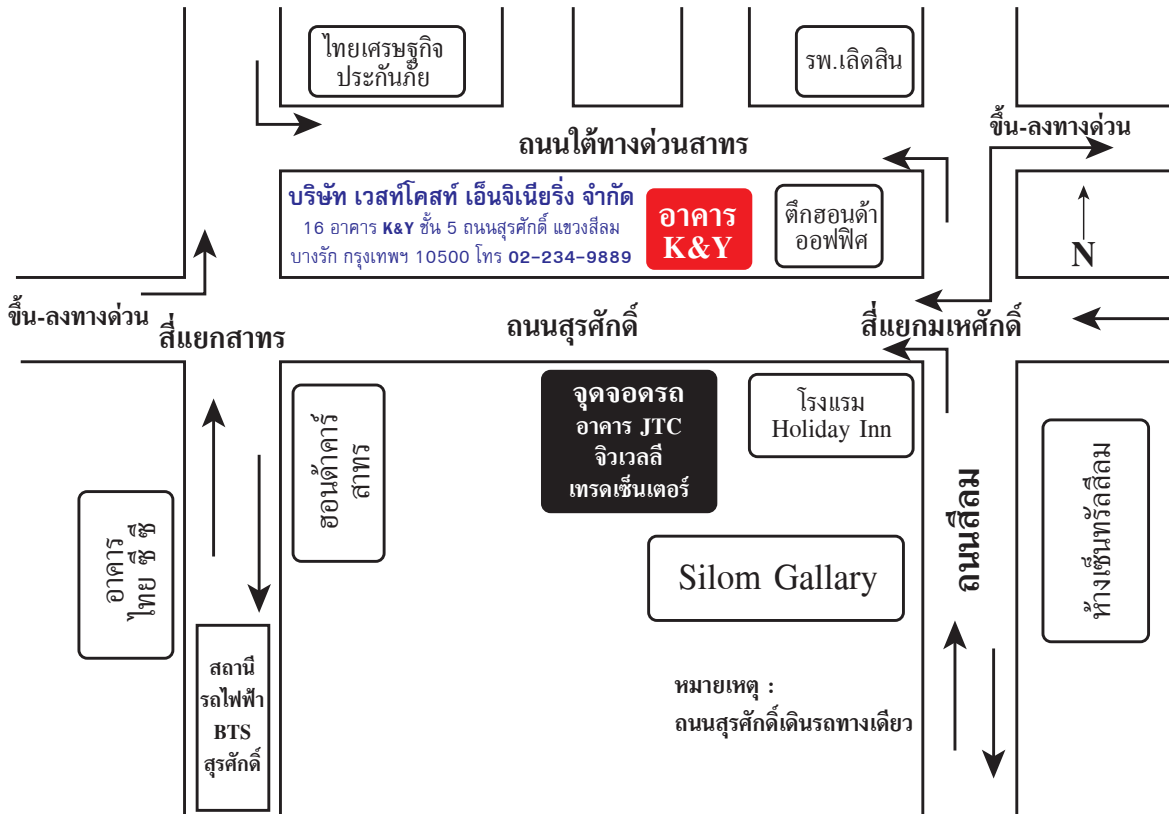 ไทยเศรษฐกิจ
ประกันภัย
รพ.เลิดสิน
ขึ้น-ลงทางด่วน
ถนนใต้ทางด่วนสาทร
บริษัท เวสท์โคสท์ เอ็นจิเนียริ่ง จำกัด
16 อาคาร K&Y ชั้น 5 ถนนสุรศักดิ์ แขวงสีลม
บางรัก กรุงเทพฯ 10500 โทร 02-234-9889
อาคาร
K&Y
ตึกฮอนด้า
ออฟฟิศ
N
ขึ้น-ลงทางด่วน
สี่แยกสาทร
ถนนสุรศักดิ์
สี่แยกมเหศักดิ์
ฮอนด้าคาร์
สาทร
จุดจอดรถ
อาคาร JTC
จิวเวลลี
เทรดเซ็นเตอร์
โรงแรม
Holiday Inn
อาคาร
ไทย ซี ซี
Silom Gallary
ถนนสีลม
ห้างเซ็นทรัลสีลม
สถานี
รถไฟฟ้า
BTS
สุรศักดิ์
หมายเหตุ :
ถนนสุรศักดิ์เดินรถทางเดียว